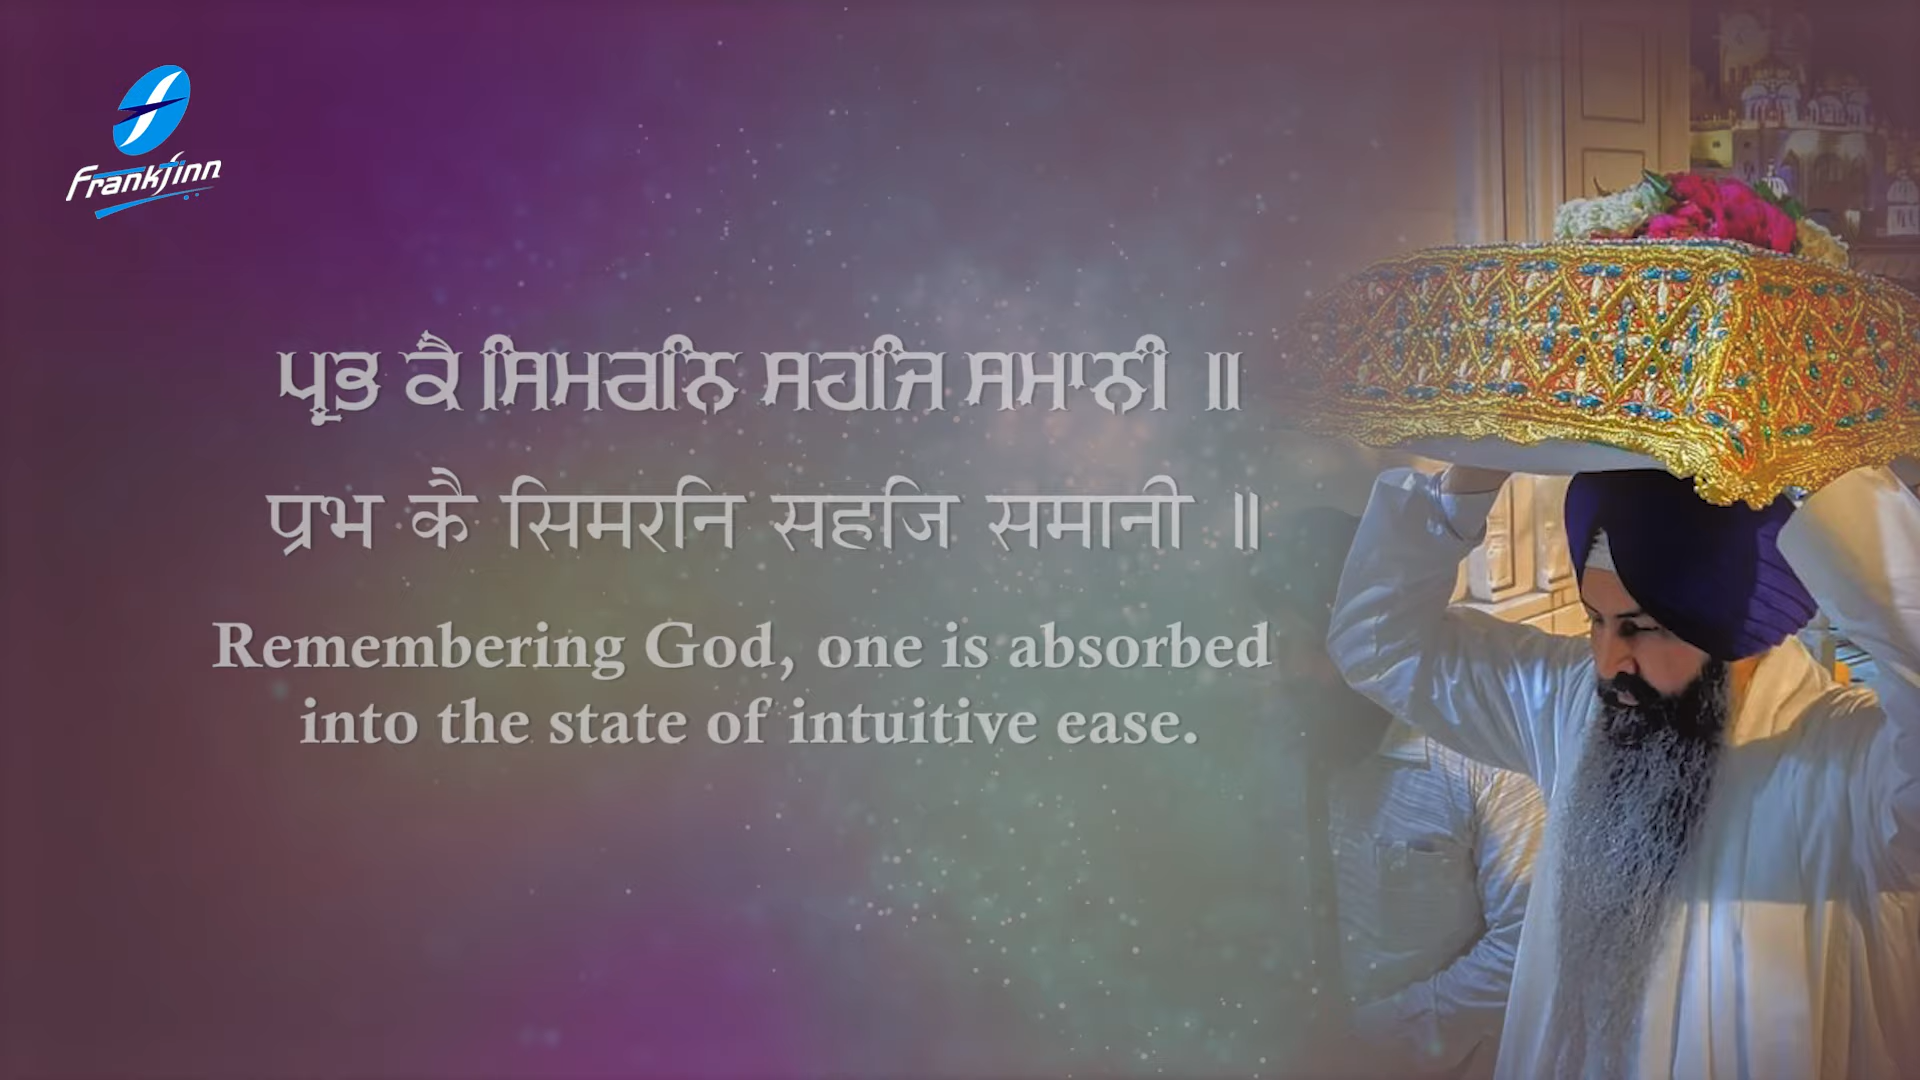 Frankfinn
ਪ੍ਰਭ ਕੈ ਸਿਮਰਨਿ ਸਹਜਿ ਸਮਾਨੀ ॥
प्रभ कै सिमरनि सहजि समानी ॥
Remembering God, one is absorbed
into the state of intuitive ease.